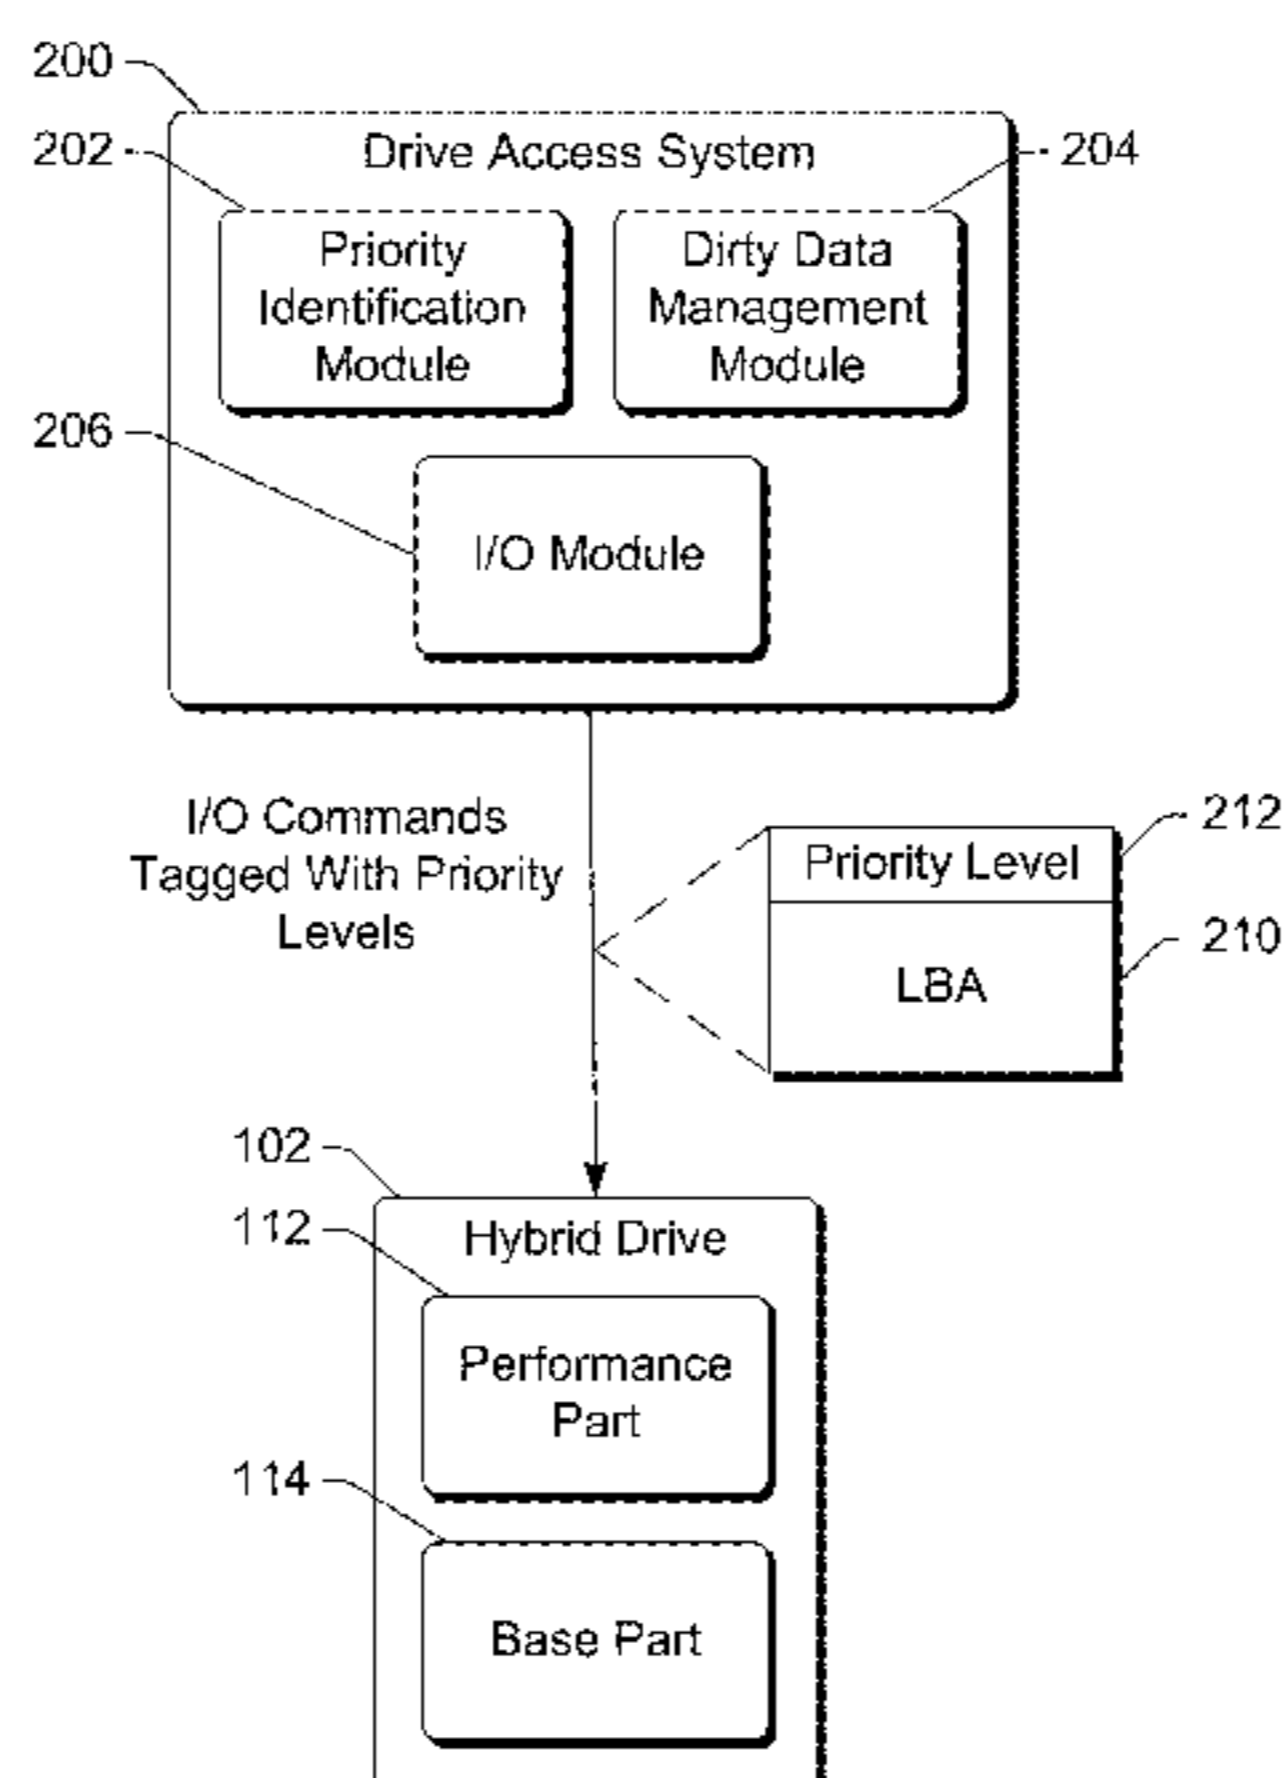 200
202
Drive Access System
204
Priority
Identification
Module
Dirty Data
Management
Module
206
I/O Module
I/O Commands
Tagged With Priority
Levels
Priority Level
212
LBA
210
102
Hybrid Drive
112
Performance
Part
114
Base Part